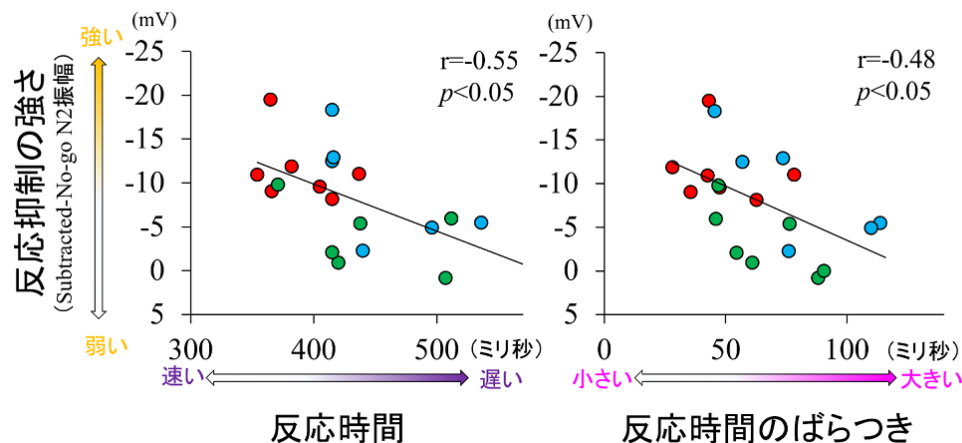 反応抑制の強さ
（Subtracted-No-go N2振幅）
強い
弱い
(mV)
-25
-20
-15
-10
-5
0
5
r=-0.55
p<0.05
300
400
500
(ミリ秒)
速い
遅い
反応時間
(mV)
-25
-20
-15
-10
-5
0
5
r=-0.48
p<0.05
0
50
100
(ミリ秒)
小さい
大きい
反応時間のばらつき